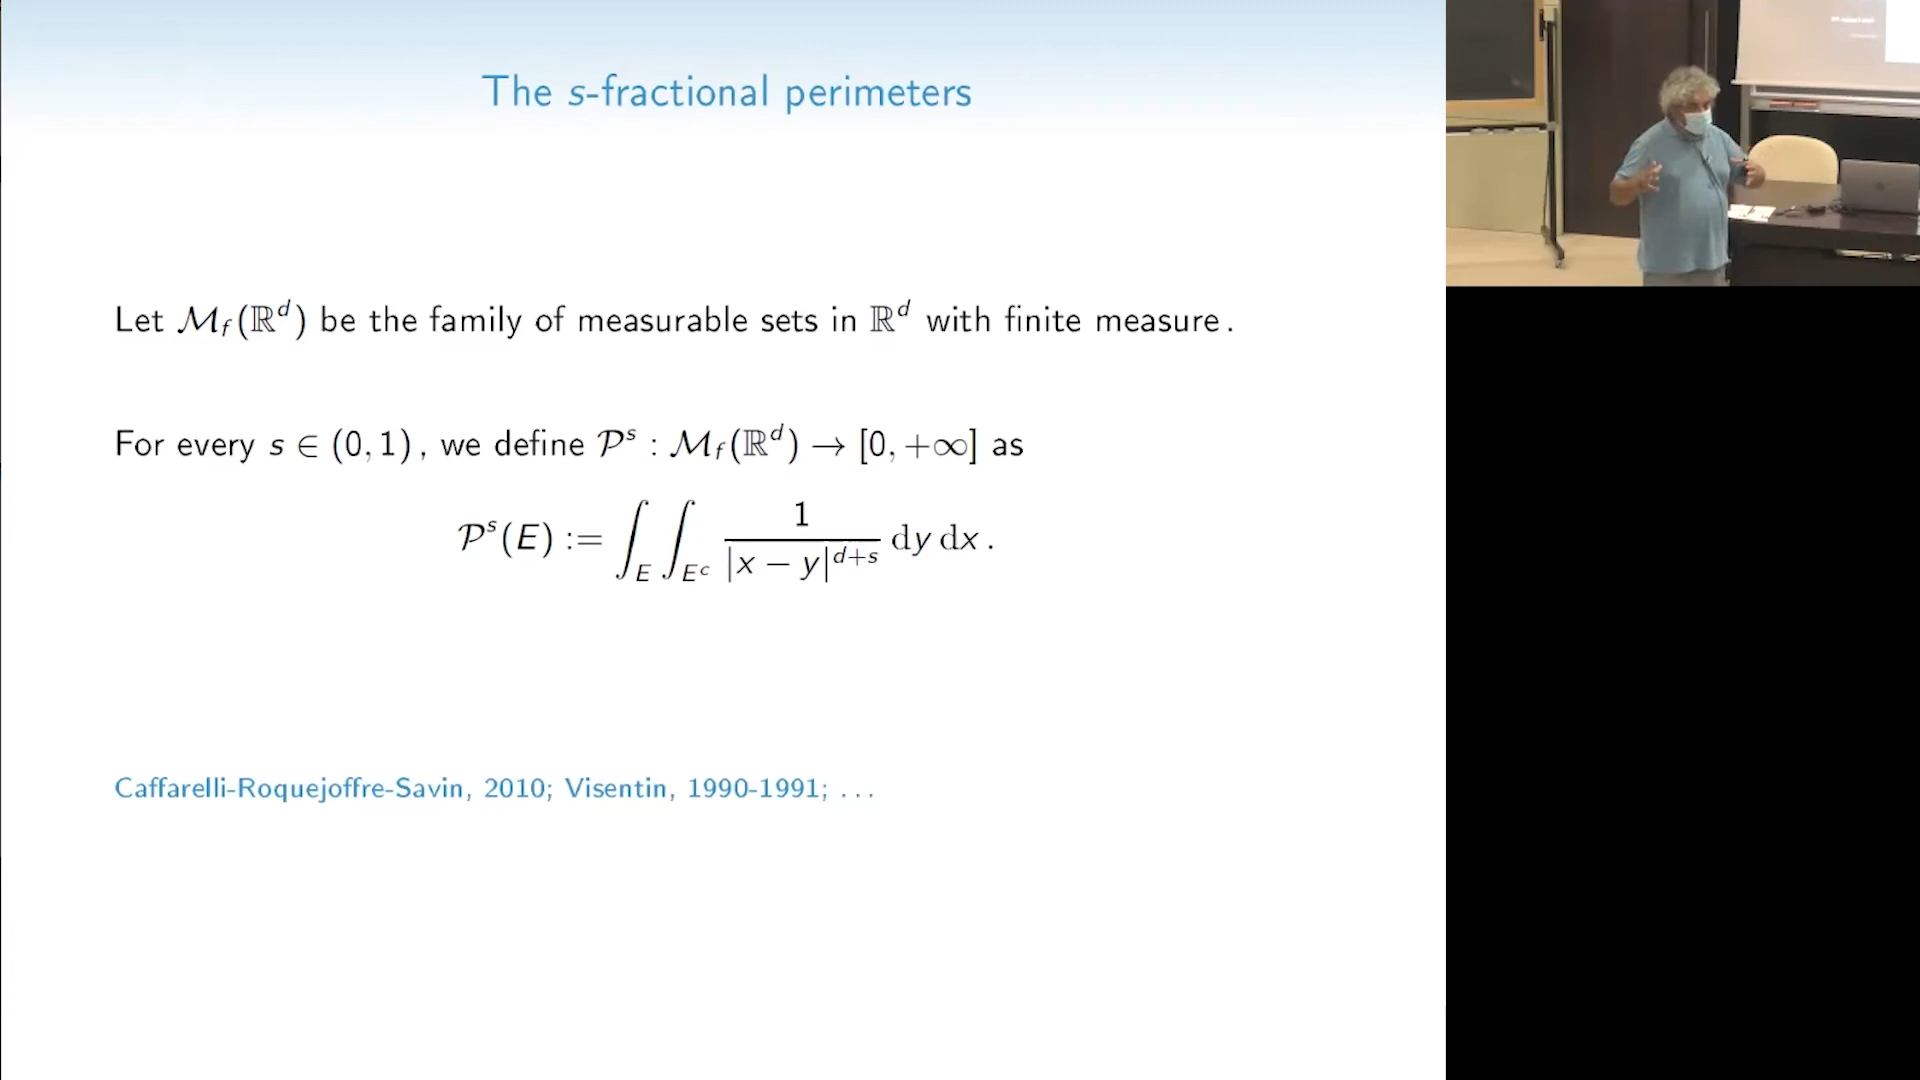 The s-fractional perimeters
Let 𝓜_f(ℝ^d) be the family of measurable sets in ℝ^d with finite measure.
For every s ∈ (0, 1), we define 𝒫^s : 𝓜_f(ℝ^d) → [0, +∞] as
𝒫^s(E) := ∫_E ∫_{E^c} 1/|x − y|^{d+s} dy dx.
Caffarelli-Roquejoffre-Savin, 2010; Visentin, 1990-1991; ...